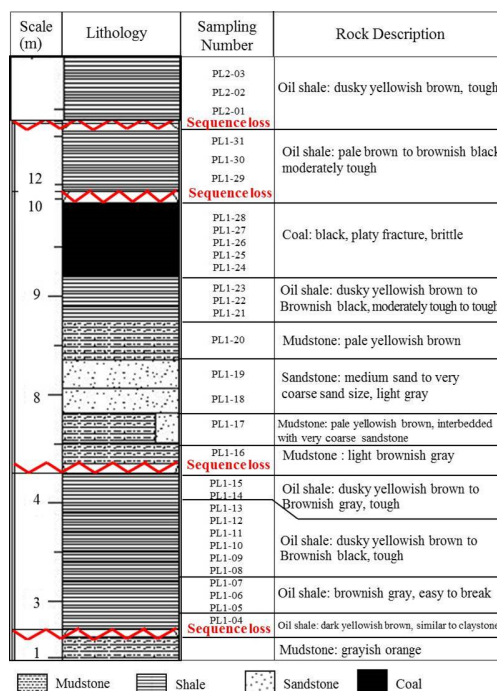 Scale
(m)
Lithology
Sampling
Number
Rock Description
PL2-03
PL2-02
PL2-01
Oil shale: dusky yellowish brown, tough
Sequence loss
PL1-31
PL1-30
PL1-29
Oil shale: pale brown to brownish black
moderately tough
12
Sequence loss
10
PL1-28
PL1-27
PL1-26
PL1-25
PL1-24
Coal: black, platy fracture, brittle
9
PL1-23
PL1-22
PL1-21
Oil shale: dusky yellowish brown to
Brownish black, moderately tough to tough
PL1-20
Mudstone: pale yellowish brown
PL1-19
PL1-18
Sandstone: medium sand to very
coarse sand size, light gray
8
PL1-17
Mudstone: pale yellowish brown, interbedded
with very coarse sandstone
PL1-16
Mudstone : light brownish gray
Sequence loss
4
PL1-15
PL1-14
Oil shale: dusky yellowish brown to
Brownish gray, tough
PL1-13
PL1-12
PL1-11
PL1-10
PL1-09
PL1-08
Oil shale: dusky yellowish brown to
Brownish black, tough
3
PL1-07
PL1-06
PL1-05
Oil shale: brownish gray, easy to break
PL1-04
Oil shale: dark yellowish brown, similar to claystone
Sequence loss
1
Mudstone: grayish orange
Mudstone
Shale
Sandstone
Coal